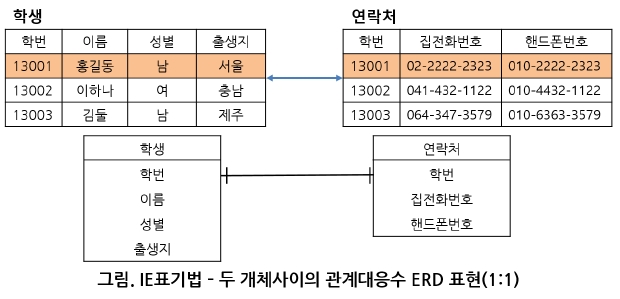 학생
학번 이름 성별 출생지
13001 홍길동 남 서울
13002 이하나 여 충남
13003 김둘 남 제주
연락처
학번 집전화번호 핸드폰번호
13001 02-2222-2323 010-2222-2323
13002 041-432-1122 010-4432-1122
13003 064-347-3579 010-6363-3579
학생
학번
이름
성별
출생지
연락처
학번
집전화번호
핸드폰번호
그림. IE표기법 - 두 개체사이의 관계대응수 ERD 표현(1:1)